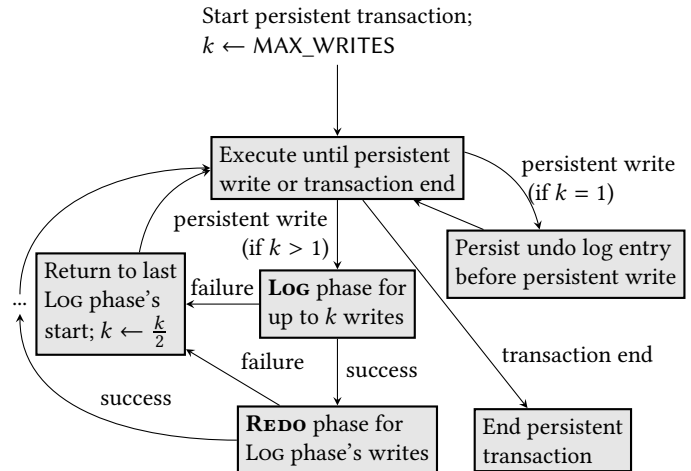 Start persistent transaction;
k ← MAX_WRITES
Execute until persistent
write or transaction end
persistent write
(if k = 1)
persistent write
(if k > 1)
Persist undo log entry
before persistent write
Return to last
Log phase's
start; k ← k/2
...
failure
Log phase for
up to k writes
failure
success
transaction end
success
Redo phase for
Log phase's writes
End persistent
transaction